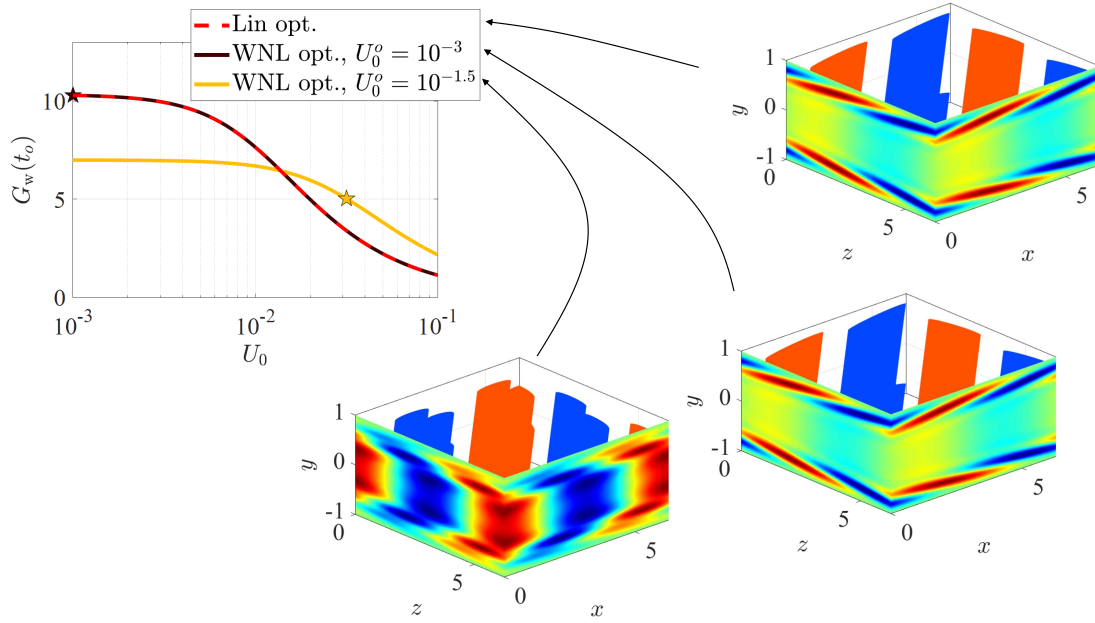 Lin opt.
WNL opt., $U_0^o = 10^{-3}$
WNL opt., $U_0^o = 10^{-1.5}$
10
5
0
$G_{\mathrm{w}}(t_o)$
10^{-3}
10^{-2}
10^{-1}
$U_0$
1
0
-1
y
0
5
z
0
5
x
1
0
-1
y
0
5
z
0
5
x
1
0
-1
y
0
5
z
0
5
x